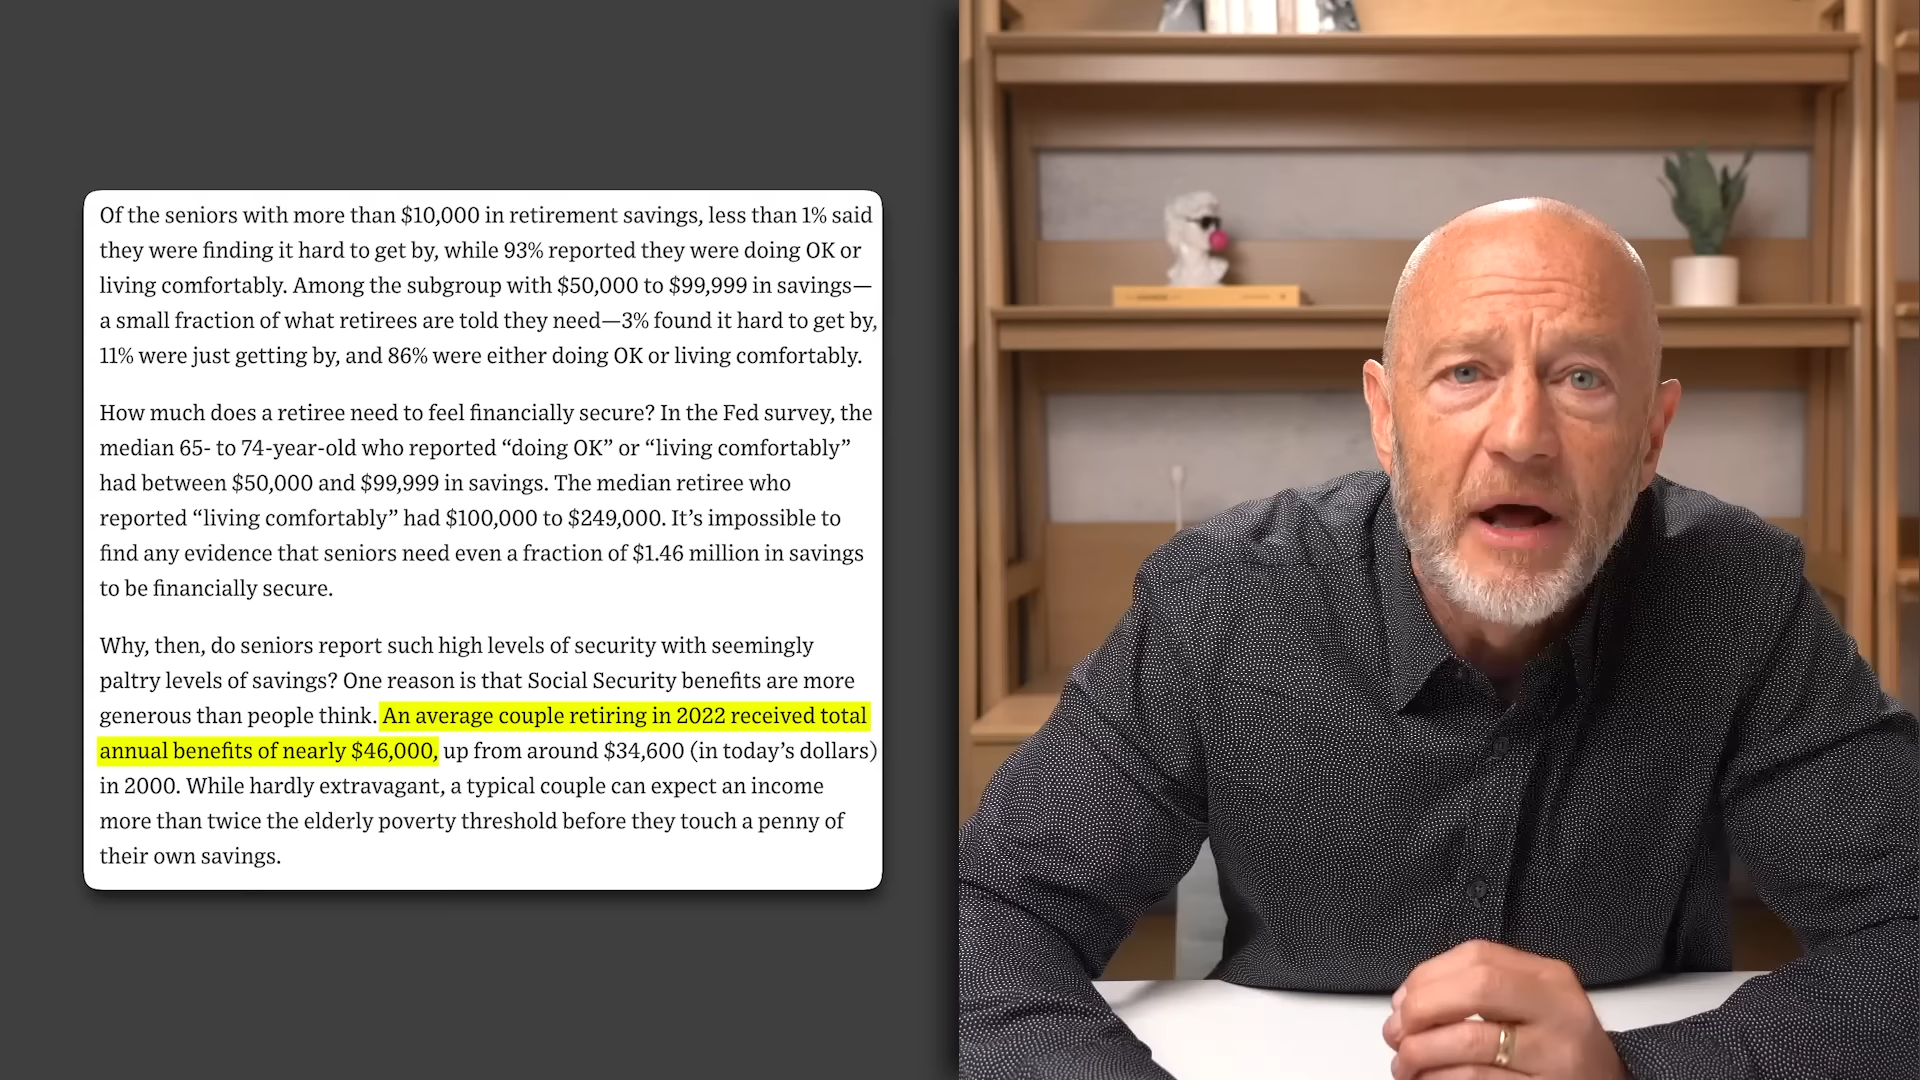 Of the seniors with more than $10,000 in retirement savings, less than 1% said
they were finding it hard to get by, while 93% reported they were doing OK or
living comfortably. Among the subgroup with $50,000 to $99,999 in savings—
a small fraction of what retirees are told they need—3% found it hard to get by,
11% were just getting by, and 86% were either doing OK or living comfortably.
How much does a retiree need to feel financially secure? In the Fed survey, the
median 65- to 74-year-old who reported “doing OK” or “living comfortably”
had between $50,000 and $99,999 in savings. The median retiree who
reported “living comfortably” had $100,000 to $249,000. It’s impossible to
find any evidence that seniors need even a fraction of $1.46 million in savings
to be financially secure.
Why, then, do seniors report such high levels of security with seemingly
paltry levels of savings? One reason is that Social Security benefits are more
generous than people think. An average couple retiring in 2022 received total
annual benefits of nearly $46,000, up from around $34,600 (in today’s dollars)
in 2000. While hardly extravagant, a typical couple can expect an income
more than twice the elderly poverty threshold before they touch a penny of
their own savings.